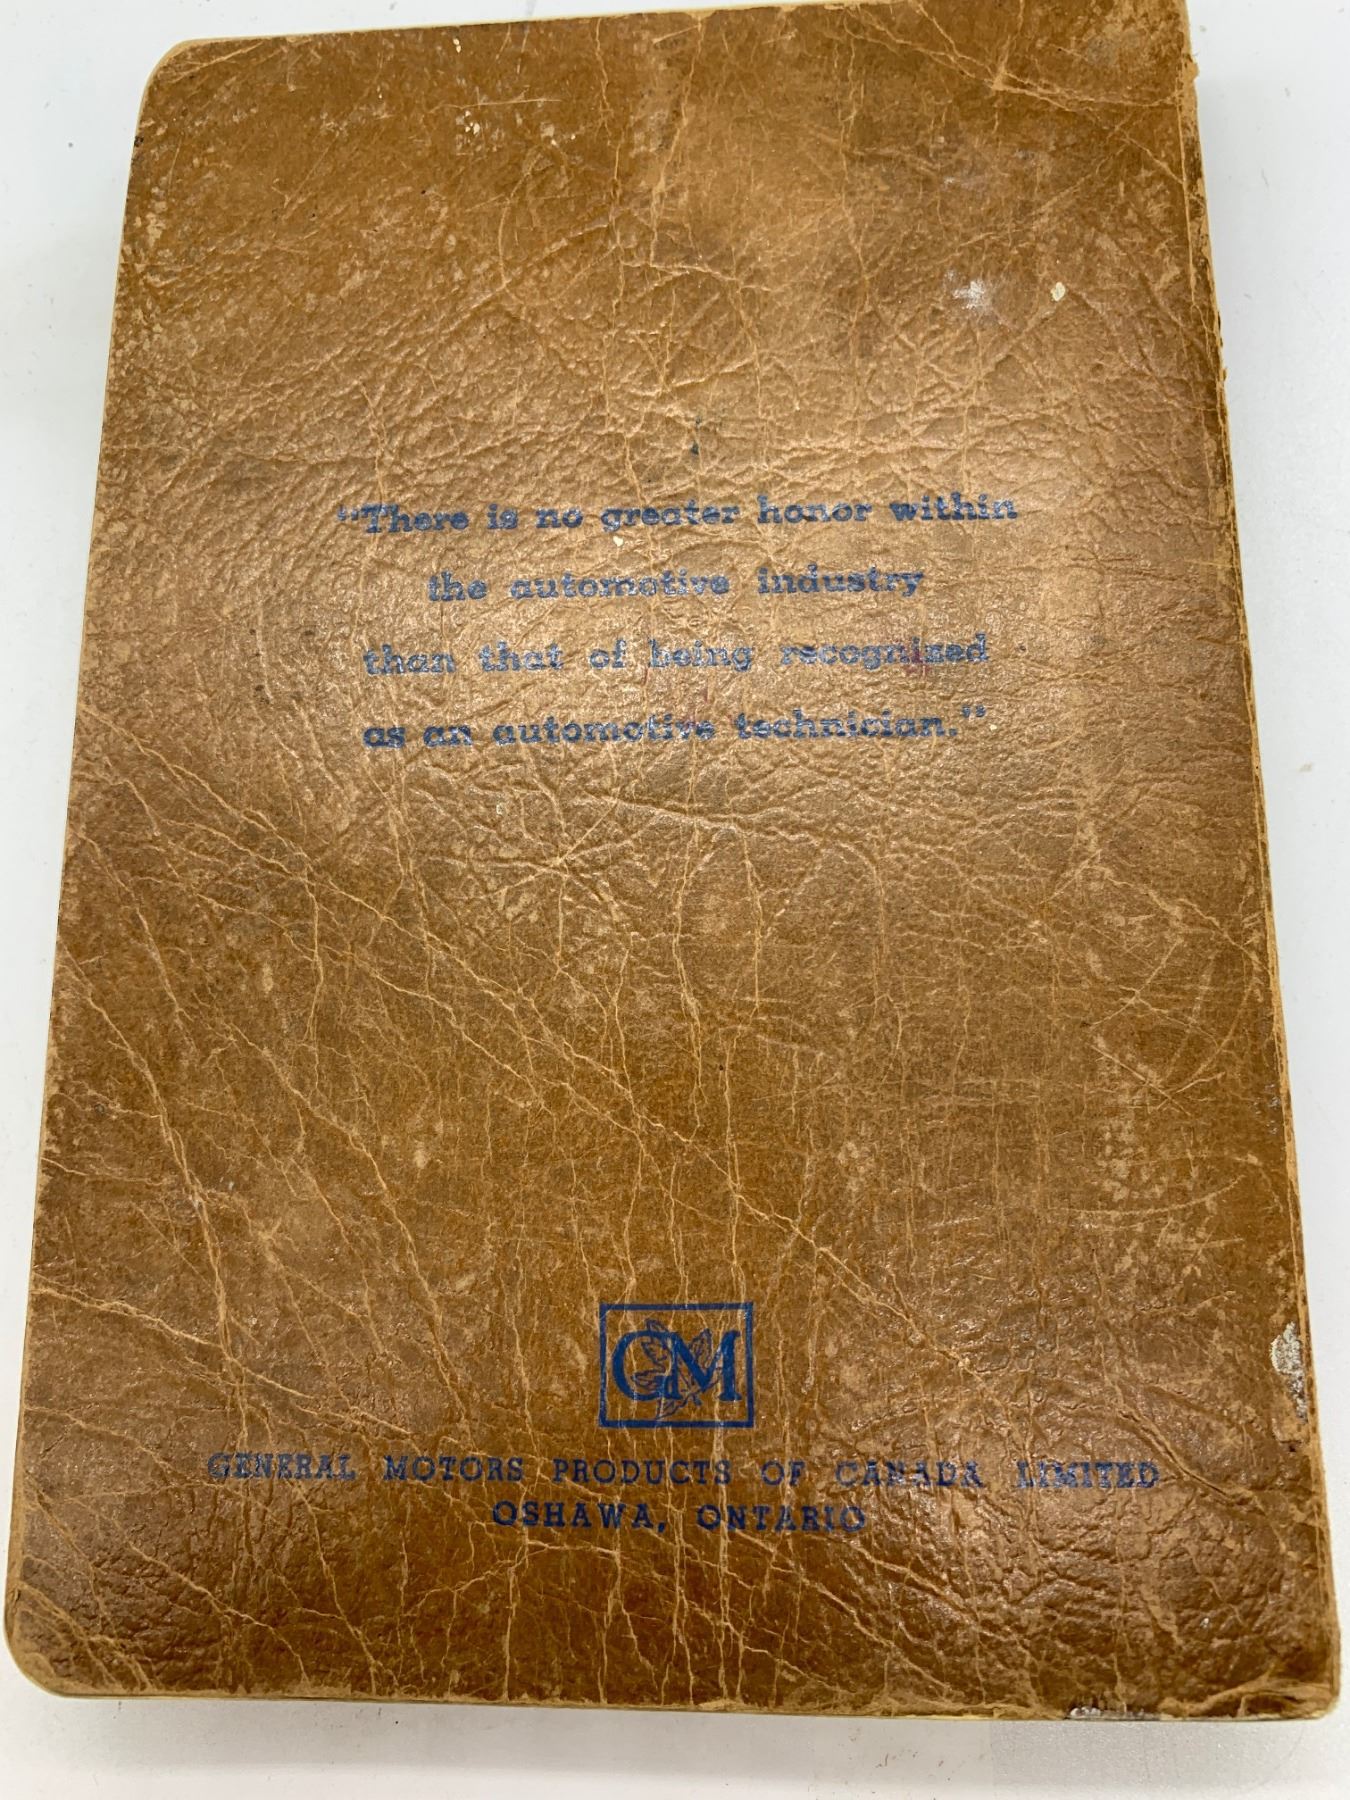 "There is no greater honor within
the automotive industry
than that of being recognized
as an automotive technician."
GM
GENERAL MOTORS PRODUCTS OF CANADA LIMITED
OSHAWA, ONTARIO